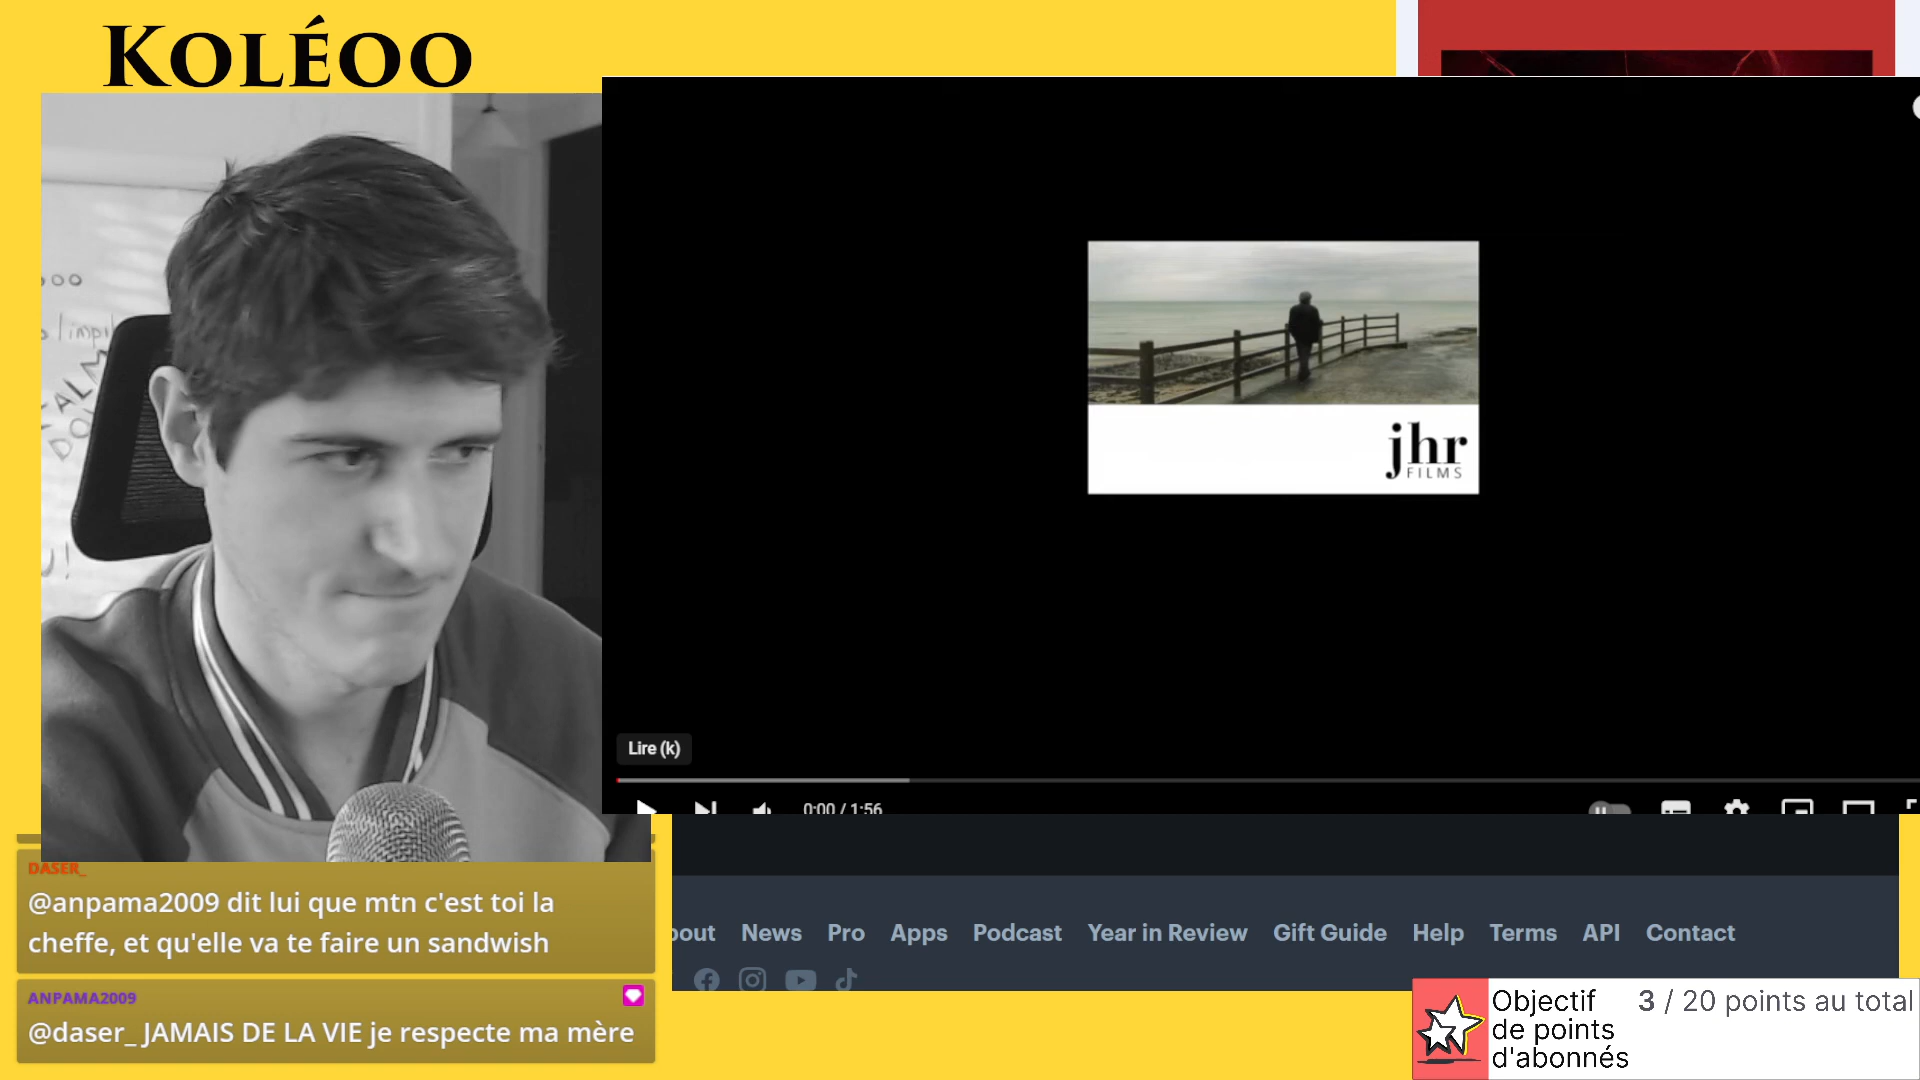 KOLÉOO
jhr
FILMS
Lire (k)
0:00 / 1:56
DASER_
@anpama2009 dit lui que mtn c'est toi la
cheffe, et qu'elle va te faire un sandwish
ANPAMA2009
@daser_ JAMAIS DE LA VIE je respecte ma mère
News Pro Apps Podcast Year in Review Gift Guide Help Terms API Contact
Objectif
de points
d'abonnés
3 / 20 points au total